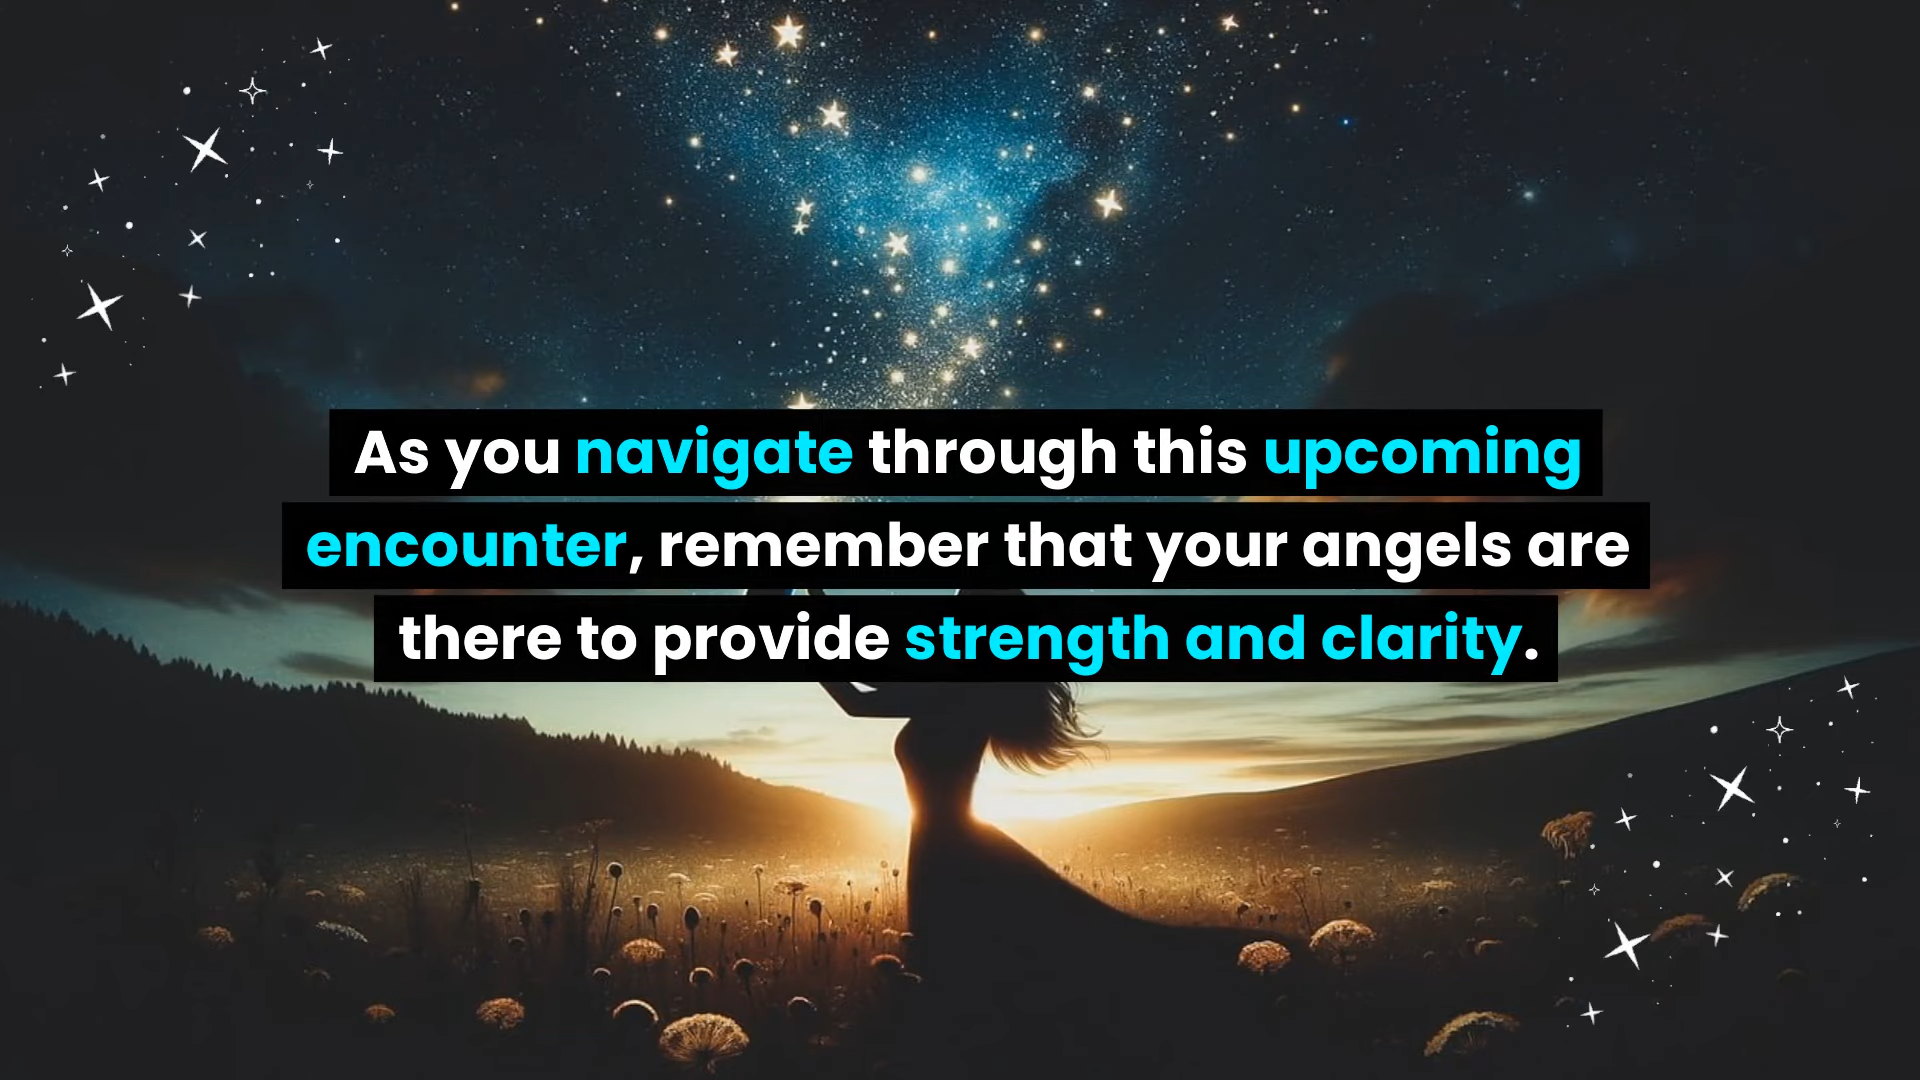 As you navigate through this upcoming
encounter, remember that your angels are
there to provide strength and clarity.